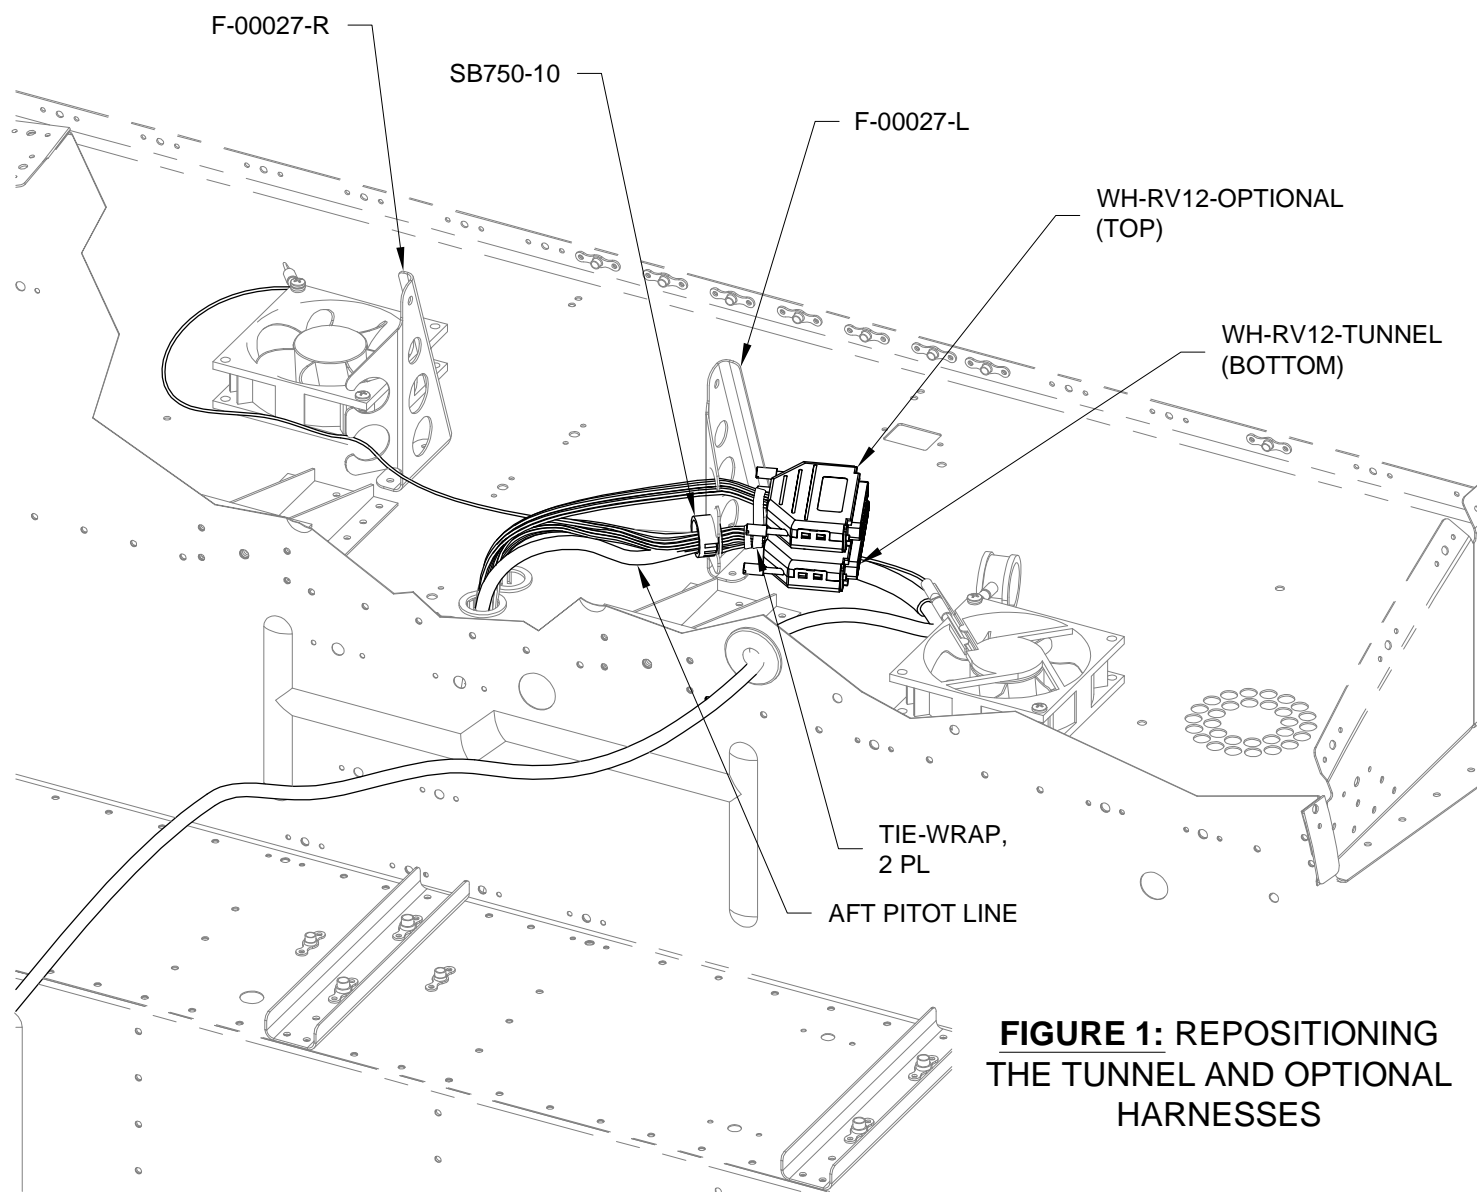 F-00027-R
SB750-10
F-00027-L
WH-RV12-OPTIONAL
(TOP)
WH-RV12-TUNNEL
(BOTTOM)
TIE-WRAP,
2 PL
AFT PITOT LINE
FIGURE 1: REPOSITIONING
THE TUNNEL AND OPTIONAL
HARNESSES